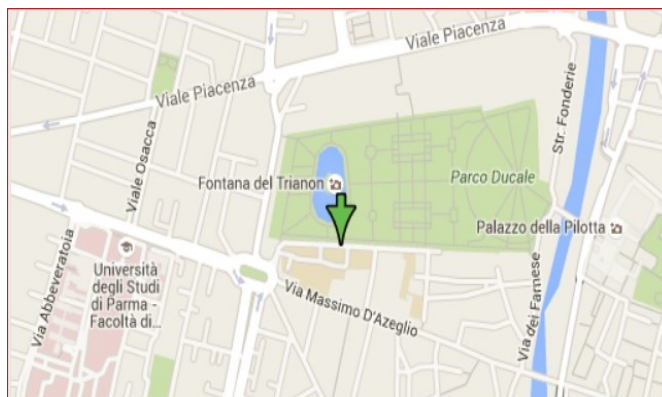 Viale Piacenza
Viale Piacenza
Str. Fonderie
Viale Osacca
Fontana del Trianon
Parco Ducale
Palazzo della Pilotta
Università
degli Studi
di Parma -
Facoltà di...
Via Abbeveratoia
Via Massimo D'Azeglio
Via dei Farnese